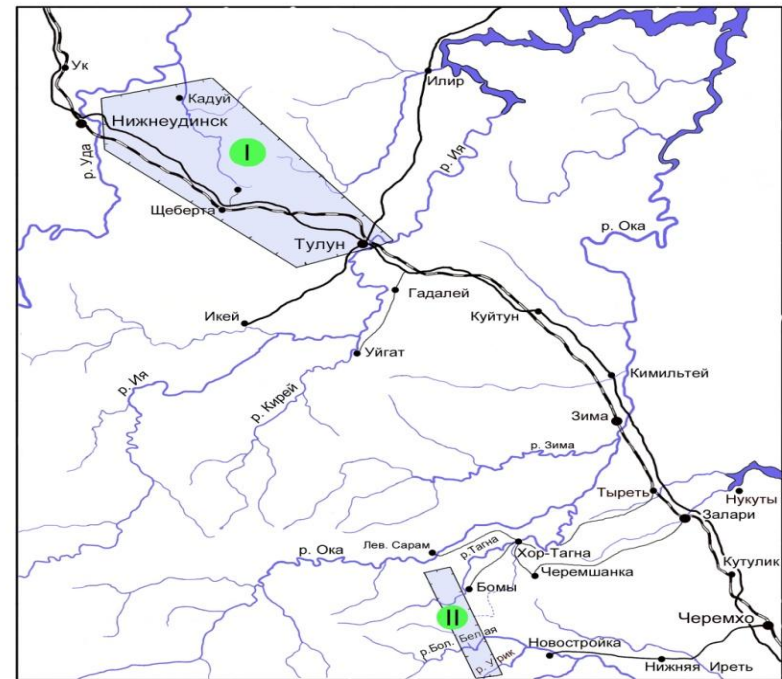 Ук
Илир
Кадуй
Нижнеудинск
I
р. Ия
р. Уда
Щеберта
р. Ока
Тулун
Гадалей
Икей
Куйтун
Уйгат
р. Ия
р. Кирей
Кимильтей
Зима
р. Зима
Тыреть
Нукуты
Залари
Лев. Сарам
р.Тагна
р. Ока
Хор-Тагна
Черемшанка
Кутулик
Бомы
II
Черемхо
р.Бол. Белая
Новостройка
р. Урик
Нижняя Иреть